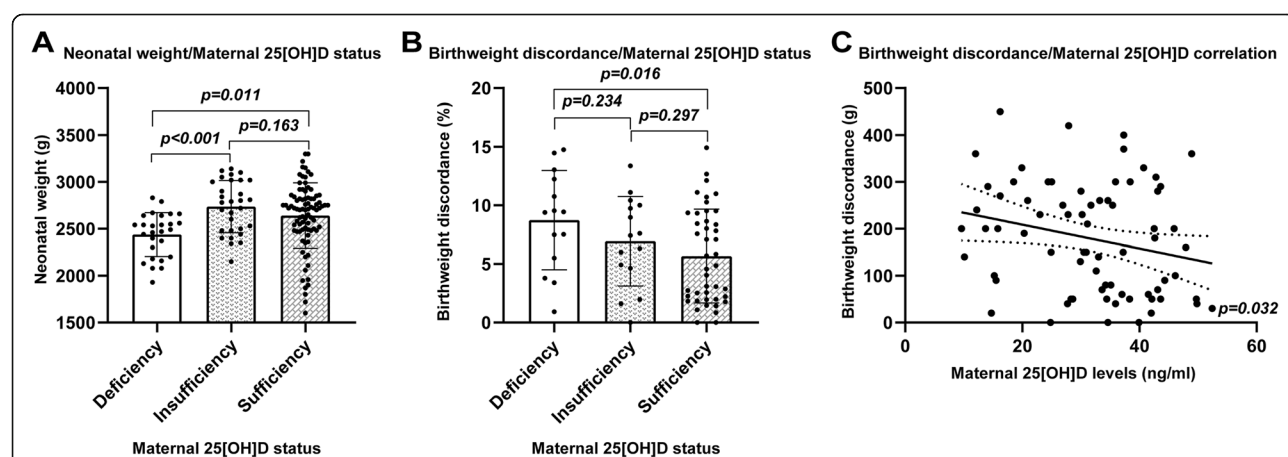 A
Neonatal weight/Maternal 25[OH]D status
p=0.011
p<0.001
p=0.163
Neonatal weight (g)
4000
3500
3000
2500
2000
1500
Deficiency
Insufficiency
Sufficiency
Maternal 25[OH]D status
B
Birthweight discordance/Maternal 25[OH]D status
p=0.016
p=0.234
p=0.297
Birthweight discordance (%)
20
15
10
5
0
Deficiency
Insufficiency
Sufficiency
Maternal 25[OH]D status
C
Birthweight discordance/Maternal 25[OH]D correlation
Birthweight discordance (g)
500
400
300
200
100
0
p=0.032
0 20 40 60
Maternal 25[OH]D levels (ng/ml)